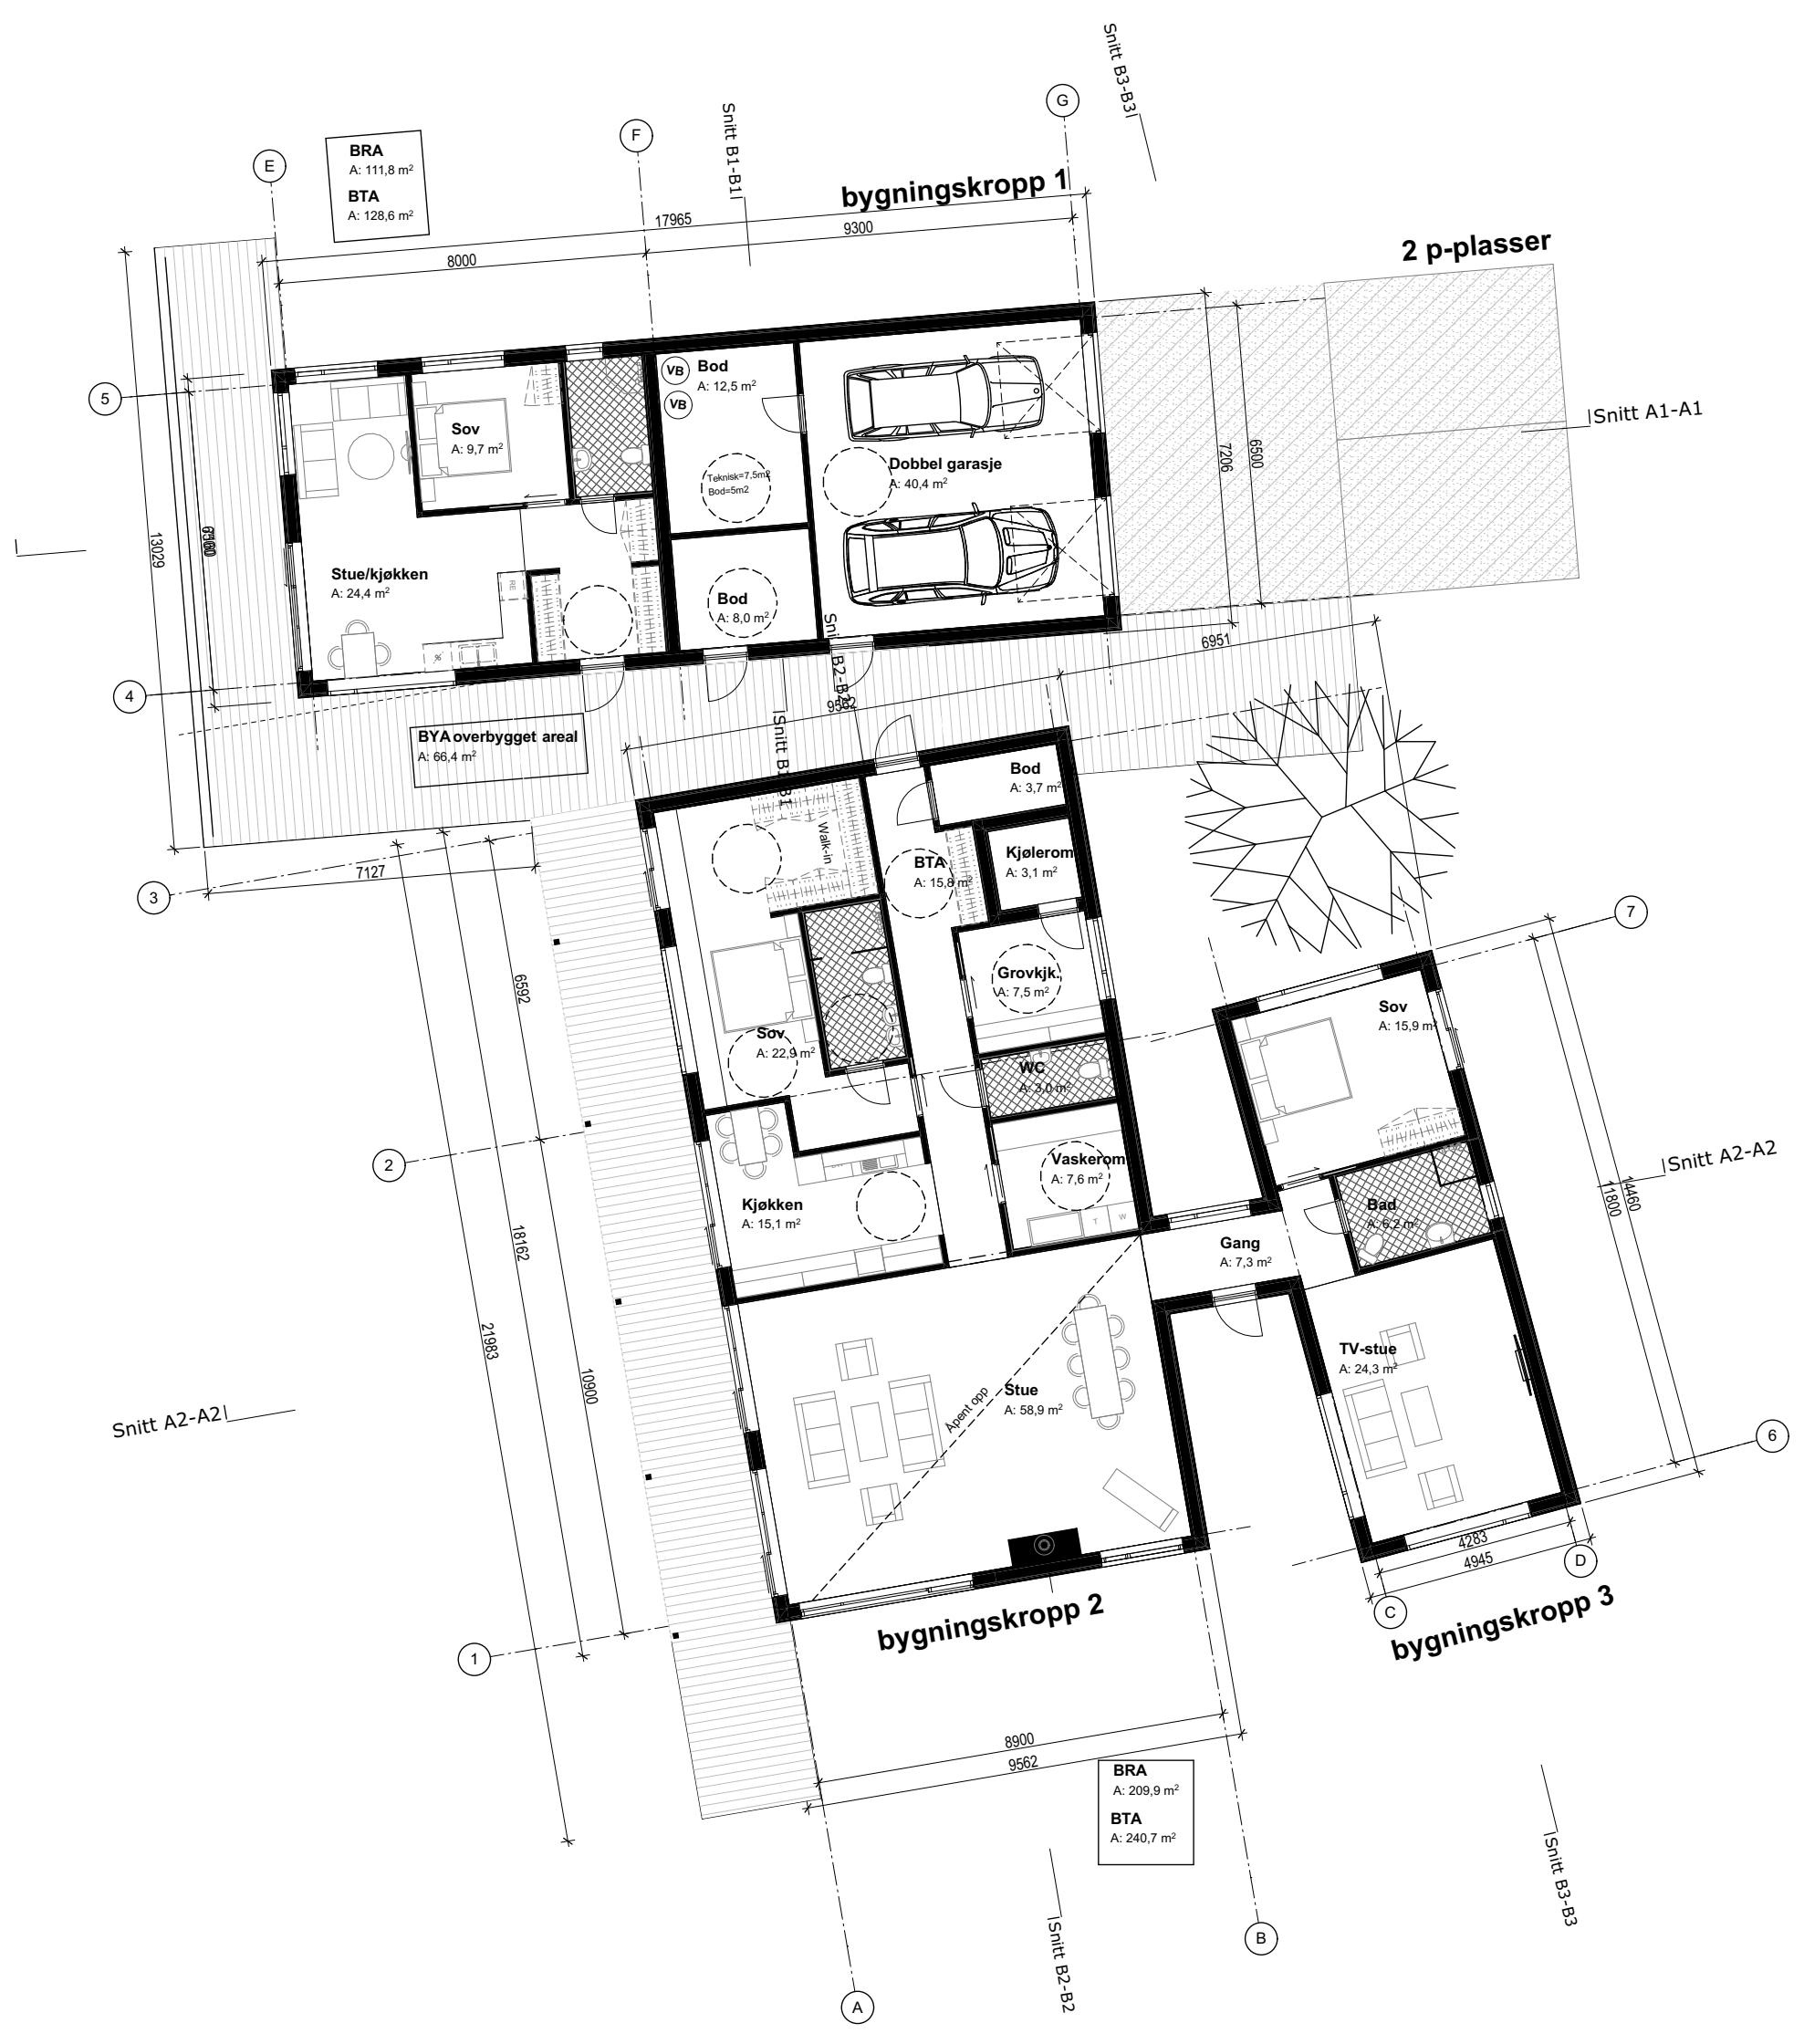 Snitt B3-B3
G
F
Snitt B1-B1
E
BRA
A: 111,8 m²
BTA
A: 128,6 m²
bygningskropp 1
17965
9300
8000
2 p-plasser
5
Bod
A: 12,5 m²
VB
VB
Sov
A: 9,7 m²
Teknisk=7,5m2
Bod=5m2
Dobbel garasje
A: 40,4 m²
7206
6500
Snitt A1-A1
13029
Stue/kjøkken
A: 24,4 m²
RE
Bod
A: 8,0 m²
4
6951
9562
BYA overbygget areal
A: 66,4 m²
Bod
A: 3,7 m²
Walk-in
BTA
A: 15,8 m²
Kjølerom
A: 3,1 m²
7127
3
7
6592
Grovkjk.
A: 7,5 m²
Sov
A: 15,9 m²
Sov
A: 22,9 m²
WC
A: 3,0 m²
2
Vaskerom
A: 7,6 m²
T
W
Snitt A2-A2
11800
14460
Kjøkken
A: 15,1 m²
Bad
A: 6,2 m²
Gang
A: 7,3 m²
18162
21983
10900
TV-stue
A: 24,3 m²
Stue
A: 58,9 m²
Åpent opp
Snitt A2-A2
6
4283
4945
D
C
bygningskropp 2
bygningskropp 3
1
8900
9562
BRA
A: 209,9 m²
BTA
A: 240,7 m²
Snitt B3-B3
B
Snitt B2-B2
A